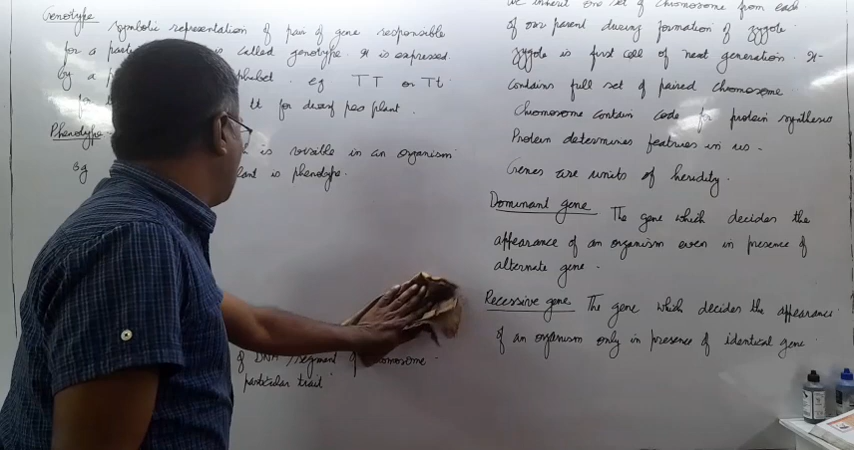 Genotype
symbolic representation of pair of gene responsible
for a is called genotype. It is expressed
by a eg TT or Tt
for tt for dwarf pea plant.
Phenotype
is visible in an organism
eg is phenotype.
of DNA / segment of
particular trait
we inherit one set of chromosome from each
of our parent during formation of zygote.
zygote is first cell of next generation. It
contains full set of paired chromosome.
Chromosome contain code for protein synthesis
Protein determines features in us.
Genes are units of heridity.
Dominant gene The gene which decides the
appearance of an organism even in presence of
alternate gene.
Recessive gene The gene which decides the appearance
of an organism only in presence of identical gene